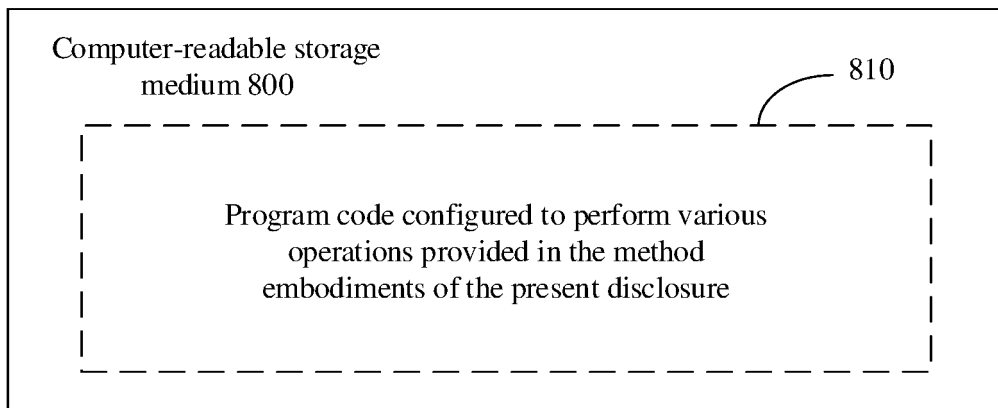 Computer-readable storage
medium 800
810
Program code configured to perform various
operations provided in the method
embodiments of the present disclosure